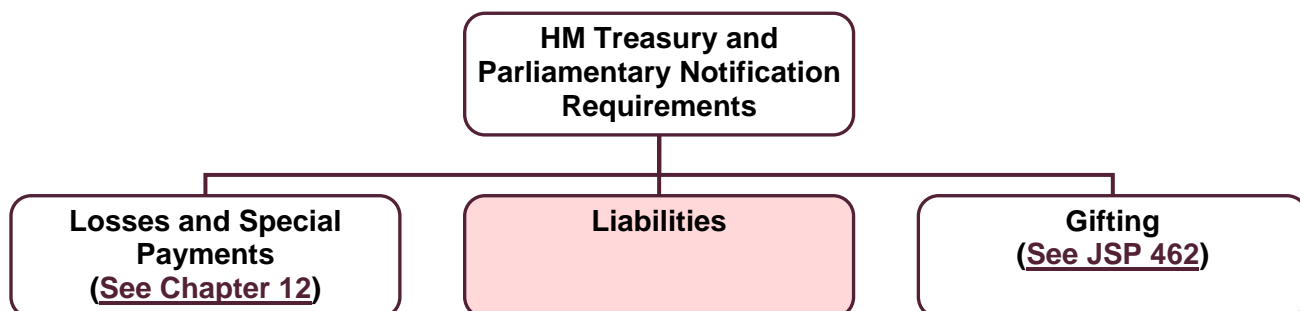 HM Treasury and
Parliamentary Notification
Requirements
Losses and Special
Payments
(See Chapter 12)
Liabilities
Gifting
(See JSP 462)